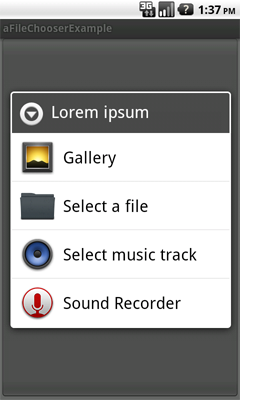 3G
? 1:37 PM
aFileChooserExample
Lorem ipsum
Gallery
Select a file
Select music track
Sound Recorder